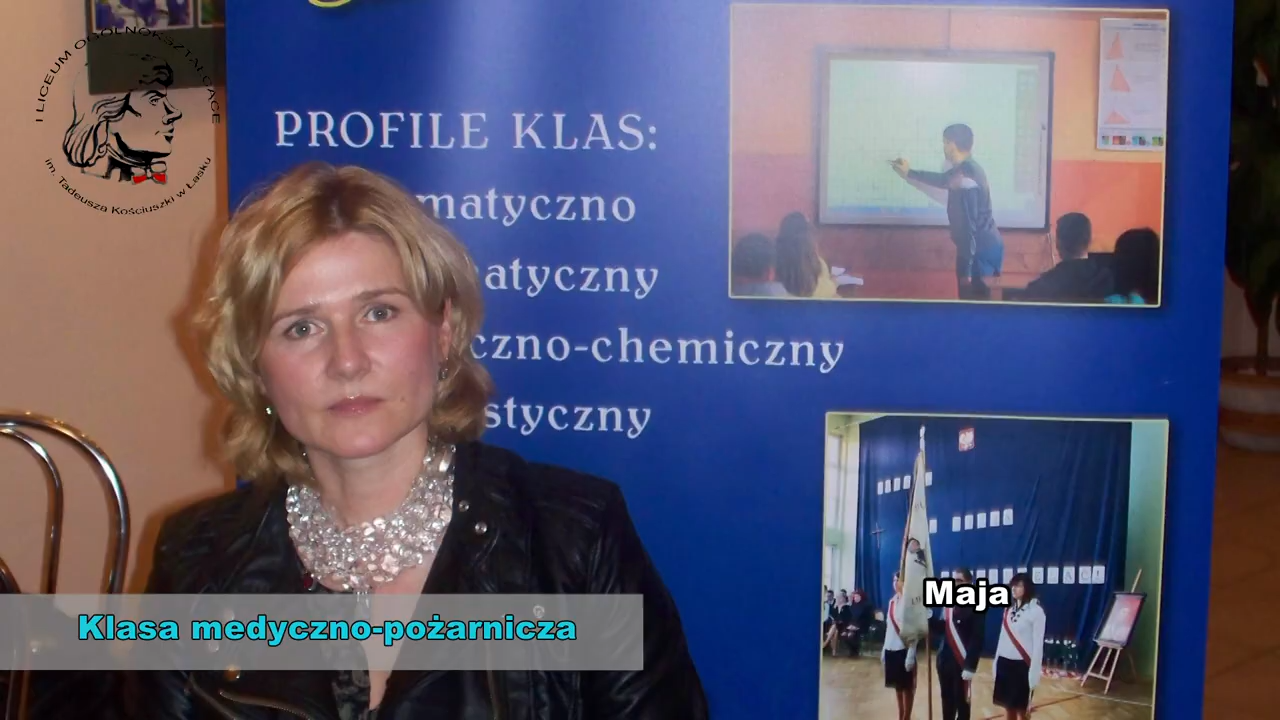 I LICEUM OGÓLNOKSZTAŁCĄCE
im. Tadeusza Kościuszki w Łasku
PROFILE KLAS:
matyczno
atyczny
czno-chemiczny
styczny
Maja
Klasa medyczno-pożarnicza